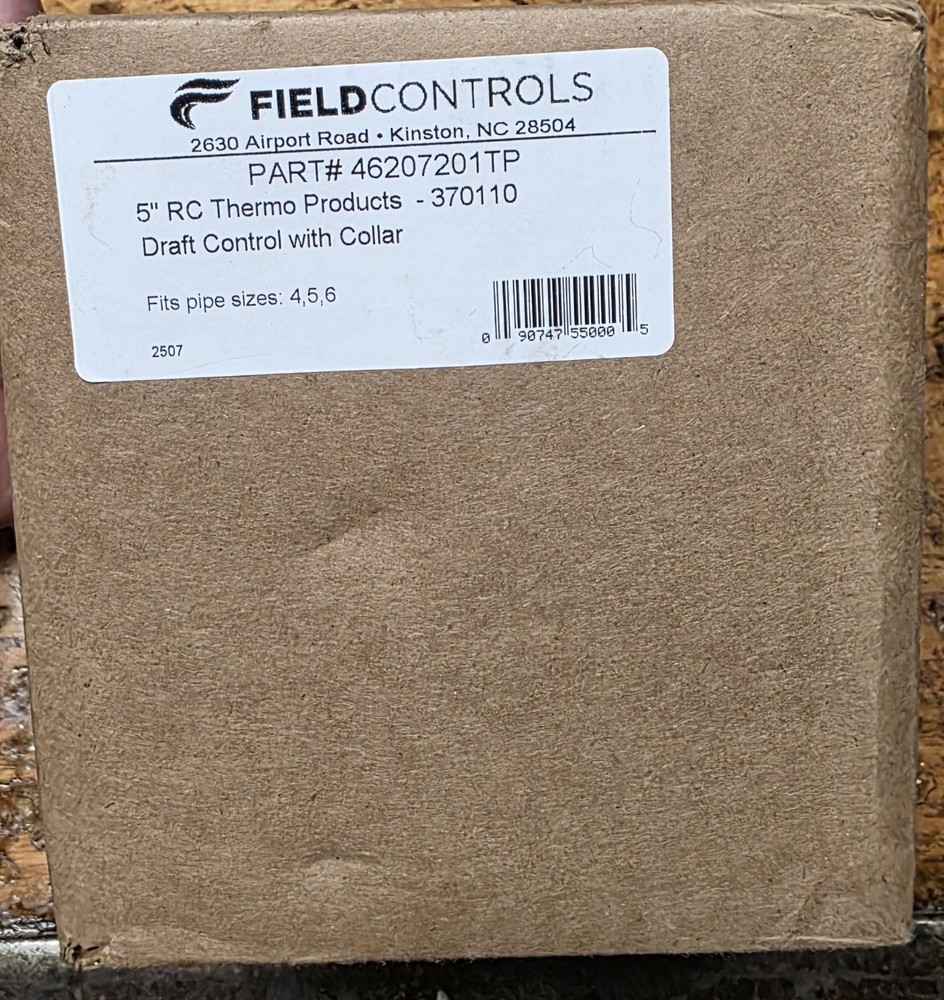 FIELDCONTROLS
2630 Airport Road • Kinston, NC 28504
PART# 46207201TP
5" RC Thermo Products - 370110
Draft Control with Collar
Fits pipe sizes: 4,5,6
0 90747 55000 5
2507